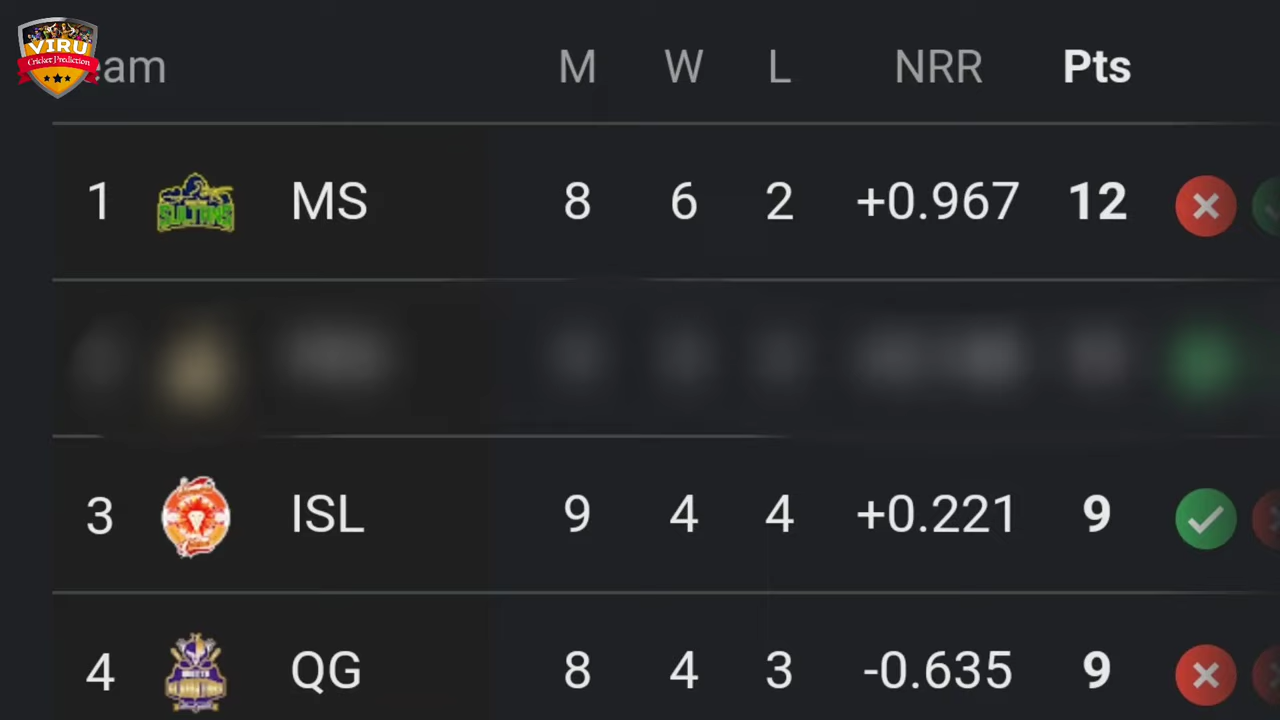 VIRU
Cricket Prediction
eam M W L NRR Pts
1 SULTANS MS 8 6 2 +0.967 12
3 ISL 9 4 4 +0.221 9
4 QG 8 4 3 -0.635 9